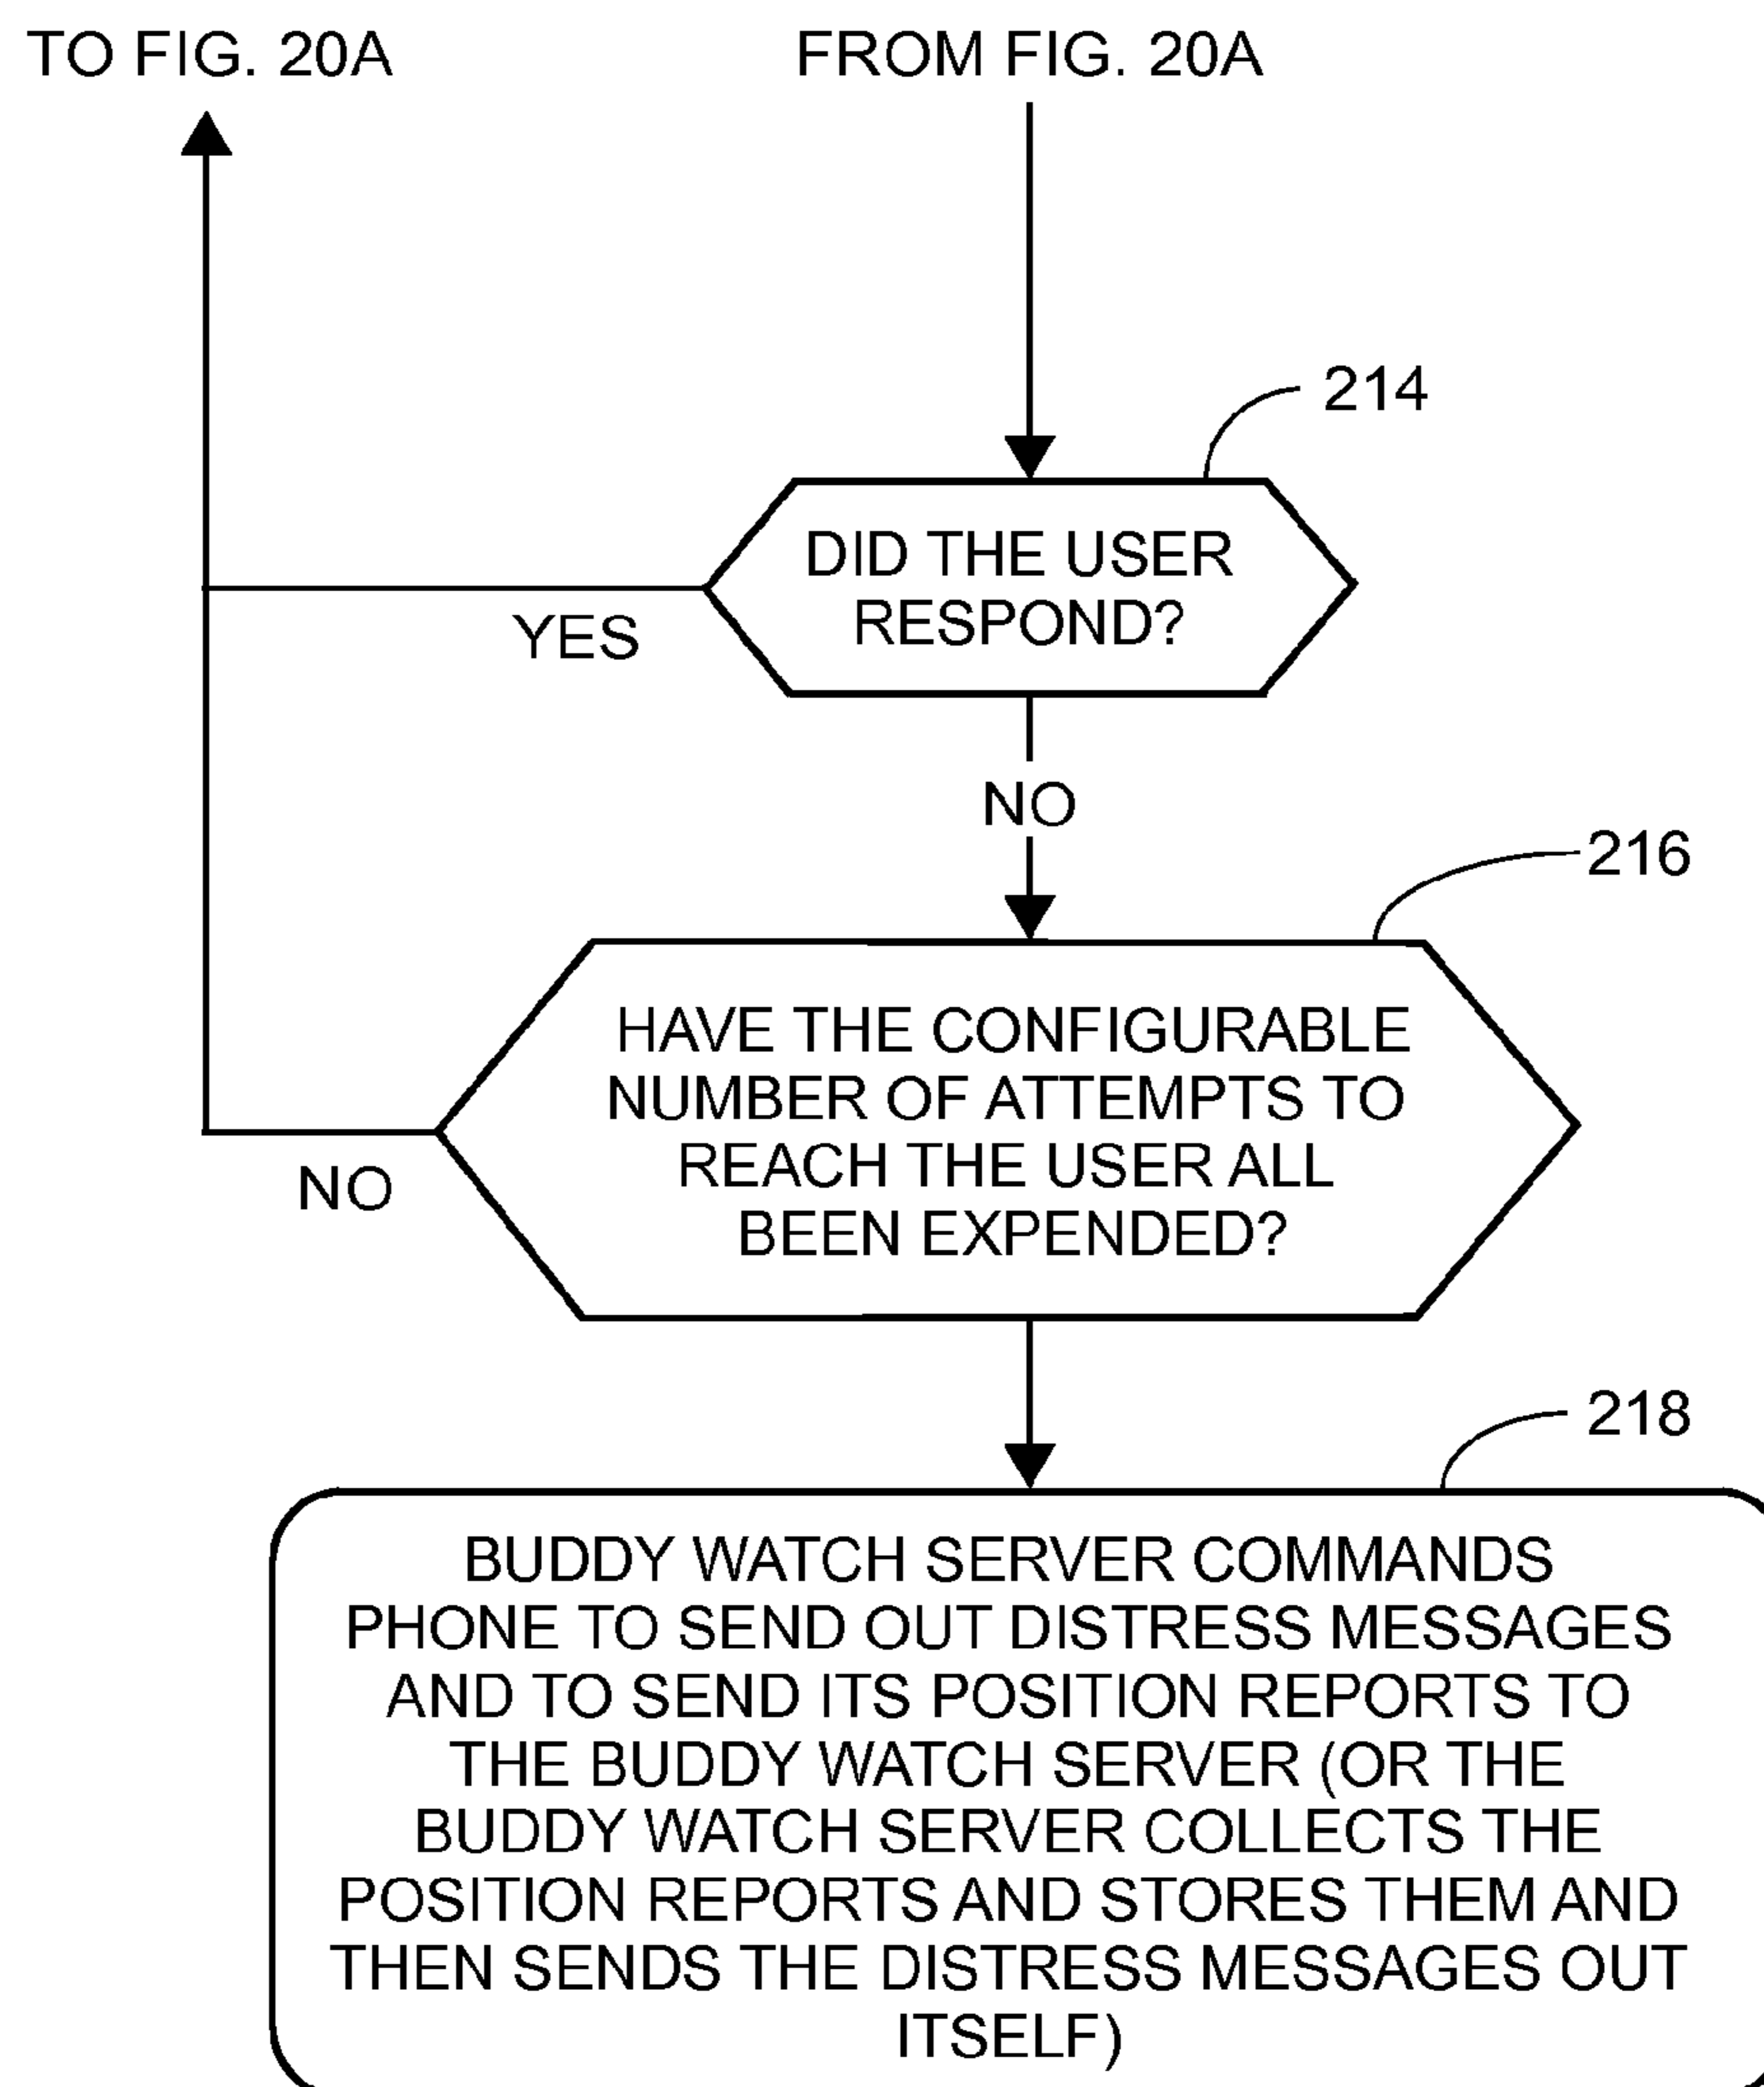 TO FIG. 20A
FROM FIG. 20A
214
DID THE USER
RESPOND?
YES
NO
216
HAVE THE CONFIGURABLE
NUMBER OF ATTEMPTS TO
REACH THE USER ALL
BEEN EXPENDED?
NO
218
BUDDY WATCH SERVER COMMANDS
PHONE TO SEND OUT DISTRESS MESSAGES
AND TO SEND ITS POSITION REPORTS TO
THE BUDDY WATCH SERVER (OR THE
BUDDY WATCH SERVER COLLECTS THE
POSITION REPORTS AND STORES THEM AND
THEN SENDS THE DISTRESS MESSAGES OUT
ITSELF)